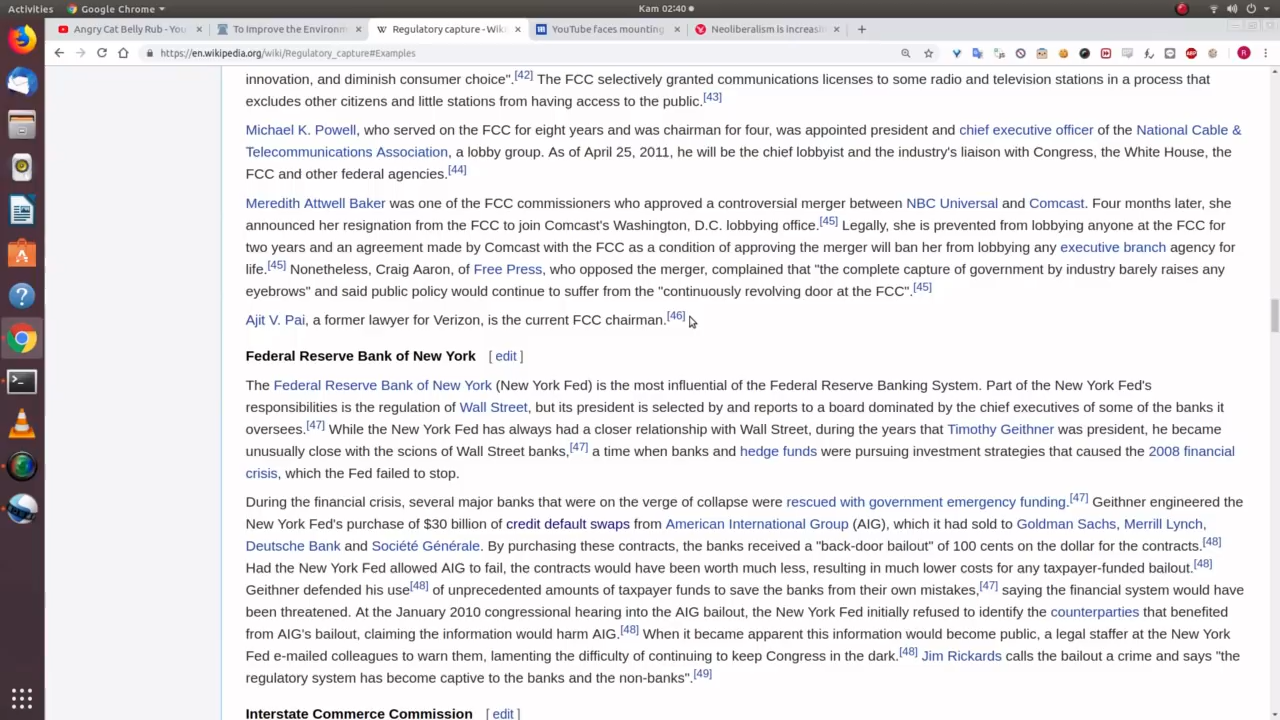 Activities
Google Chrome
Kam 02:40
Angry Cat Belly Rub - You
To Improve the Environm
Regulatory capture - Wiki
YouTube faces mounting
Neoliberalism is increasin
https://en.wikipedia.org/wiki/Regulatory_capture#Examples
innovation, and diminish consumer choice".[42] The FCC selectively granted communications licenses to some radio and television stations in a process that
excludes other citizens and little stations from having access to the public.[43]
Michael K. Powell, who served on the FCC for eight years and was chairman for four, was appointed president and chief executive officer of the National Cable &
Telecommunications Association, a lobby group. As of April 25, 2011, he will be the chief lobbyist and the industry's liaison with Congress, the White House, the
FCC and other federal agencies.[44]
Meredith Attwell Baker was one of the FCC commissioners who approved a controversial merger between NBC Universal and Comcast. Four months later, she
announced her resignation from the FCC to join Comcast's Washington, D.C. lobbying office.[45] Legally, she is prevented from lobbying anyone at the FCC for
two years and an agreement made by Comcast with the FCC as a condition of approving the merger will ban her from lobbying any executive branch agency for
life.[45] Nonetheless, Craig Aaron, of Free Press, who opposed the merger, complained that "the complete capture of government by industry barely raises any
eyebrows" and said public policy would continue to suffer from the "continuously revolving door at the FCC".[45]
Ajit V. Pai, a former lawyer for Verizon, is the current FCC chairman.[46]
Federal Reserve Bank of New York [ edit ]
The Federal Reserve Bank of New York (New York Fed) is the most influential of the Federal Reserve Banking System. Part of the New York Fed's
responsibilities is the regulation of Wall Street, but its president is selected by and reports to a board dominated by the chief executives of some of the banks it
oversees.[47] While the New York Fed has always had a closer relationship with Wall Street, during the years that Timothy Geithner was president, he became
unusually close with the scions of Wall Street banks,[47] a time when banks and hedge funds were pursuing investment strategies that caused the 2008 financial
crisis, which the Fed failed to stop.
During the financial crisis, several major banks that were on the verge of collapse were rescued with government emergency funding.[47] Geithner engineered the
New York Fed's purchase of $30 billion of credit default swaps from American International Group (AIG), which it had sold to Goldman Sachs, Merrill Lynch,
Deutsche Bank and Société Générale. By purchasing these contracts, the banks received a "back-door bailout" of 100 cents on the dollar for the contracts.[48]
Had the New York Fed allowed AIG to fail, the contracts would have been worth much less, resulting in much lower costs for any taxpayer-funded bailout.[48]
Geithner defended his use[48] of unprecedented amounts of taxpayer funds to save the banks from their own mistakes,[47] saying the financial system would have
been threatened. At the January 2010 congressional hearing into the AIG bailout, the New York Fed initially refused to identify the counterparties that benefited
from AIG's bailout, claiming the information would harm AIG.[48] When it became apparent this information would become public, a legal staffer at the New York
Fed e-mailed colleagues to warn them, lamenting the difficulty of continuing to keep Congress in the dark.[48] Jim Rickards calls the bailout a crime and says "the
regulatory system has become captive to the banks and the non-banks".[49]
Interstate Commerce Commission [ edit ]